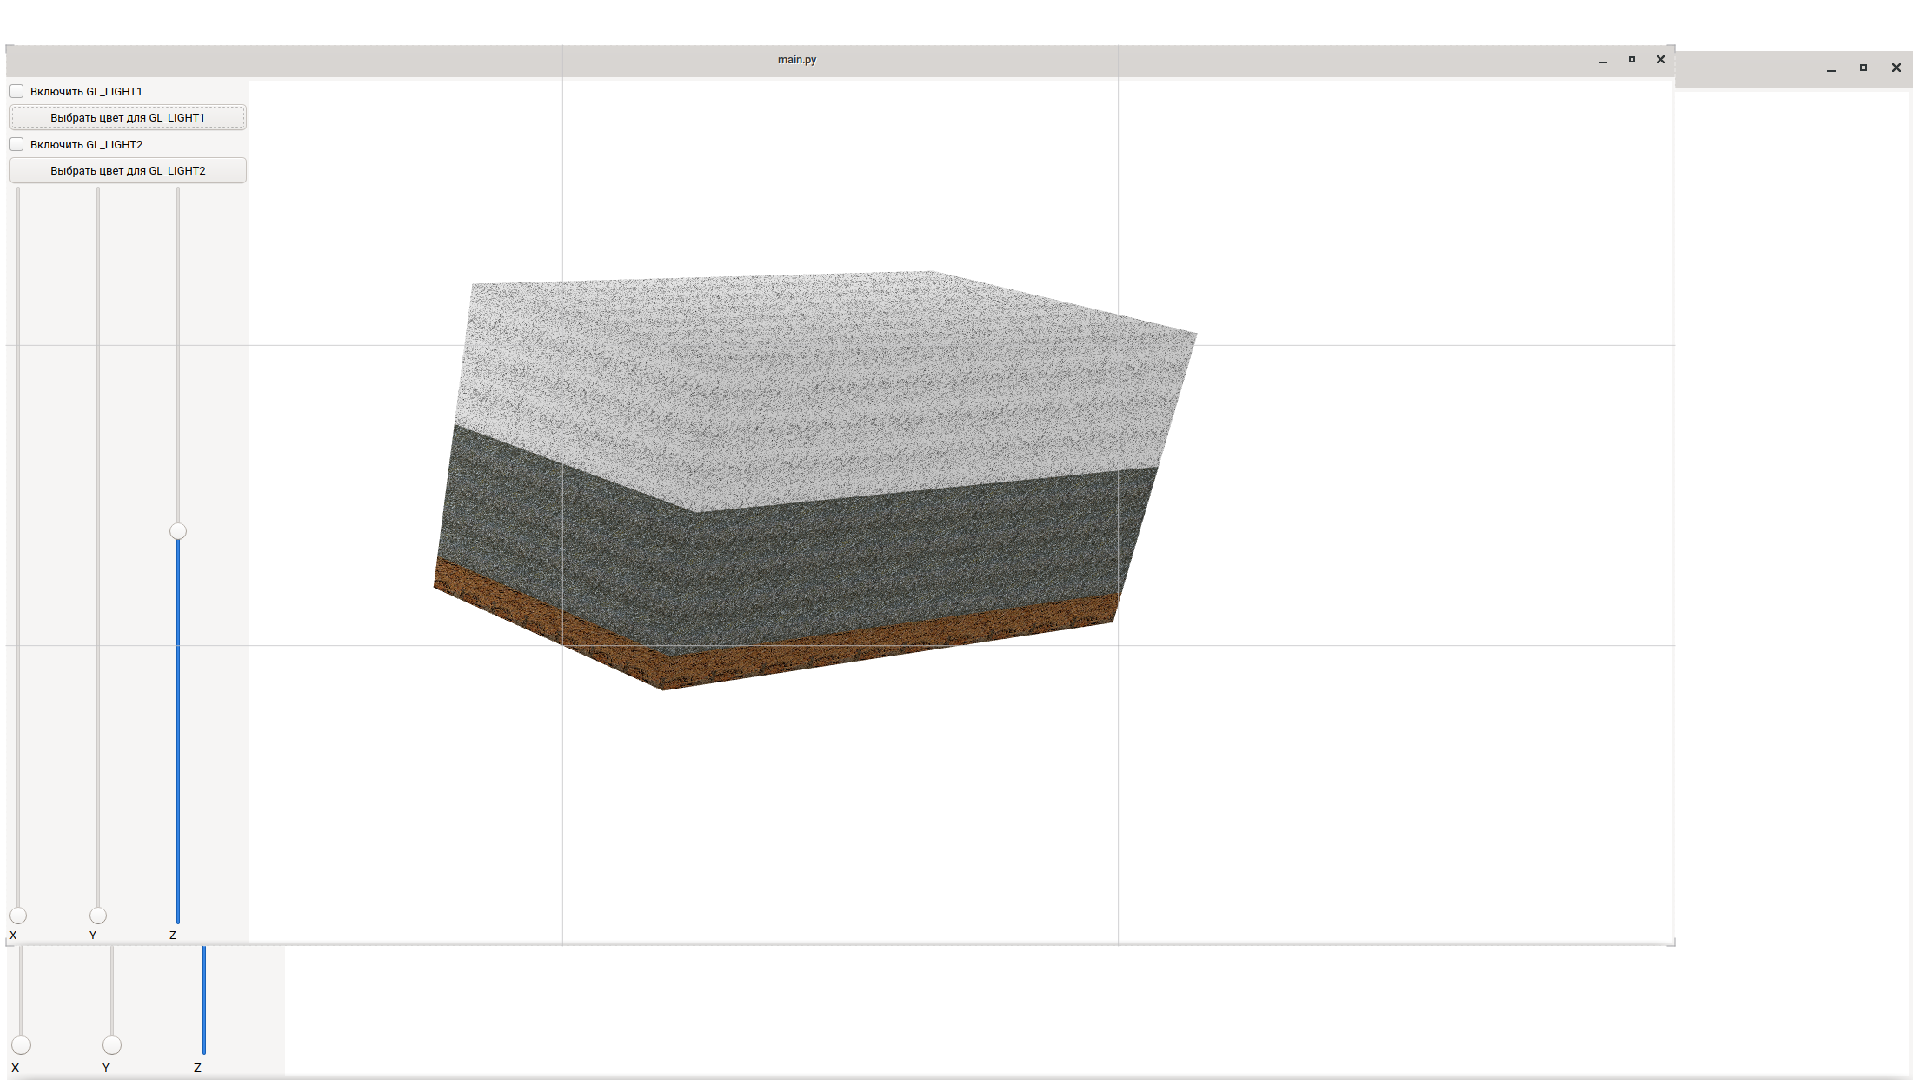 main.py
Включить GL_LIGHT1
Выбрать цвет для GL_LIGHT1
Включить GL_LIGHT2
Выбрать цвет для GL_LIGHT2
X Y Z
X Y Z